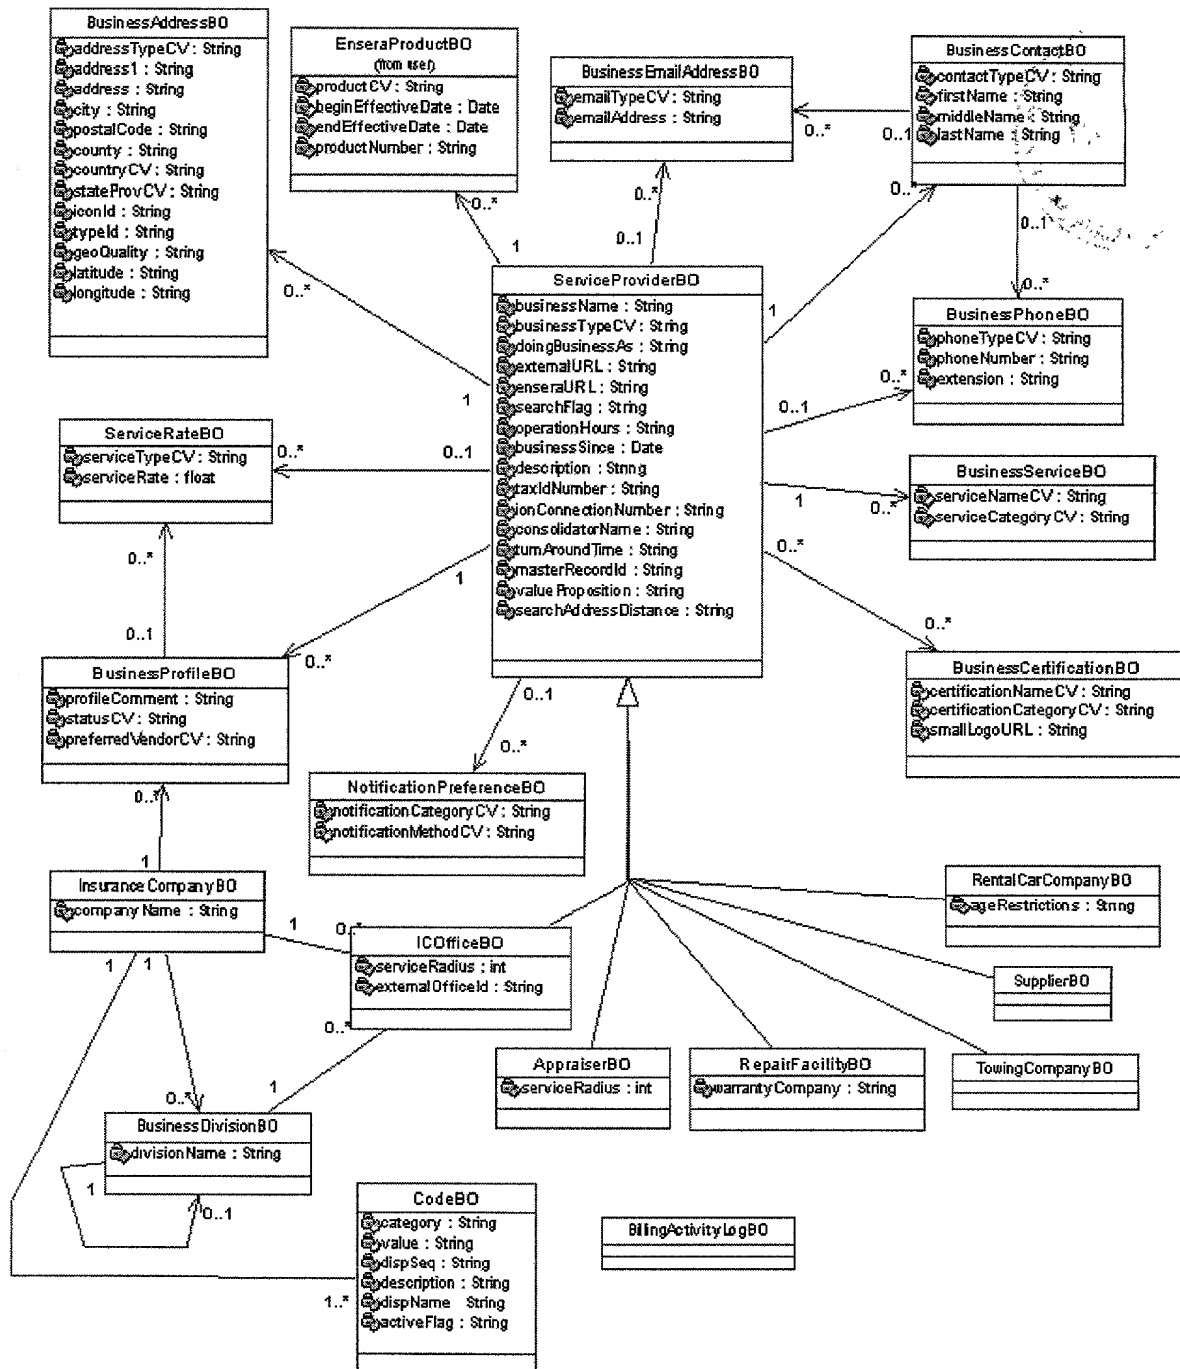 BusinessAddressBO
addressTypeCV : String
address1 : String
address : String
city : String
postalCode : String
county : String
countryCV : String
stateProvCV : String
iconId : String
typeId : String
geoQuality : String
latitude : String
longitude : String
EnseraProductBO
(from user)
productCV : String
beginEffectiveDate : Date
endEffectiveDate : Date
productNumber : String
BusinessEmailAddressBO
emailTypeCV : String
emailAddress : String
BusinessContactBO
contactTypeCV : String
firstName : String
middleName : String
lastName : String
0..*
0..1
0..*
0..*
0..*
0..1
0..1
1
0..*
0..*
1
1
ServiceProviderBO
businessName : String
businessTypeCV : String
doingBusinessAs : String
externalURL : String
enseraURL : String
searchFlag : String
operationHours : String
businessSince : Date
description : String
taxIdNumber : String
ionConnectionNumber : String
consolidatorName : String
turnAroundTime : String
masterRecordId : String
valueProposition : String
searchAddressDistance : String
BusinessPhoneBO
phoneTypeCV : String
phoneNumber : String
extension : String
0..*
0..1
ServiceRateBO
serviceTypeCV : String
serviceRate : float
0..*
0..1
BusinessServiceBO
serviceNameCV : String
serviceCategoryCV : String
1
0..*
0..*
0..*
0..*
1
0..1
0..*
BusinessProfileBO
profileComment : String
statusCV : String
preferredVendorCV : String
BusinessCertificationBO
certificationNameCV : String
certificationCategoryCV : String
smallLogoURL : String
0..1
0..*
NotificationPreferenceBO
notificationCategoryCV : String
notificationMethodCV : String
0..*
1
InsuranceCompanyBO
companyName : String
RentalCarCompanyBO
ageRestrictions : String
1
0..*
ICOfficeBO
serviceRadius : int
externalOfficeId : String
1
1
0..*
SupplierBO
AppraiserBO
serviceRadius : int
RepairFacilityBO
warrantyCompany : String
TowingCompanyBO
0..*
1
BusinessDivisionBO
divisionName : String
1
0..1
CodeBO
category : String
value : String
dispSeq : String
description : String
dispName String
activeFlag : String
1..*
BillingActivityLogBO